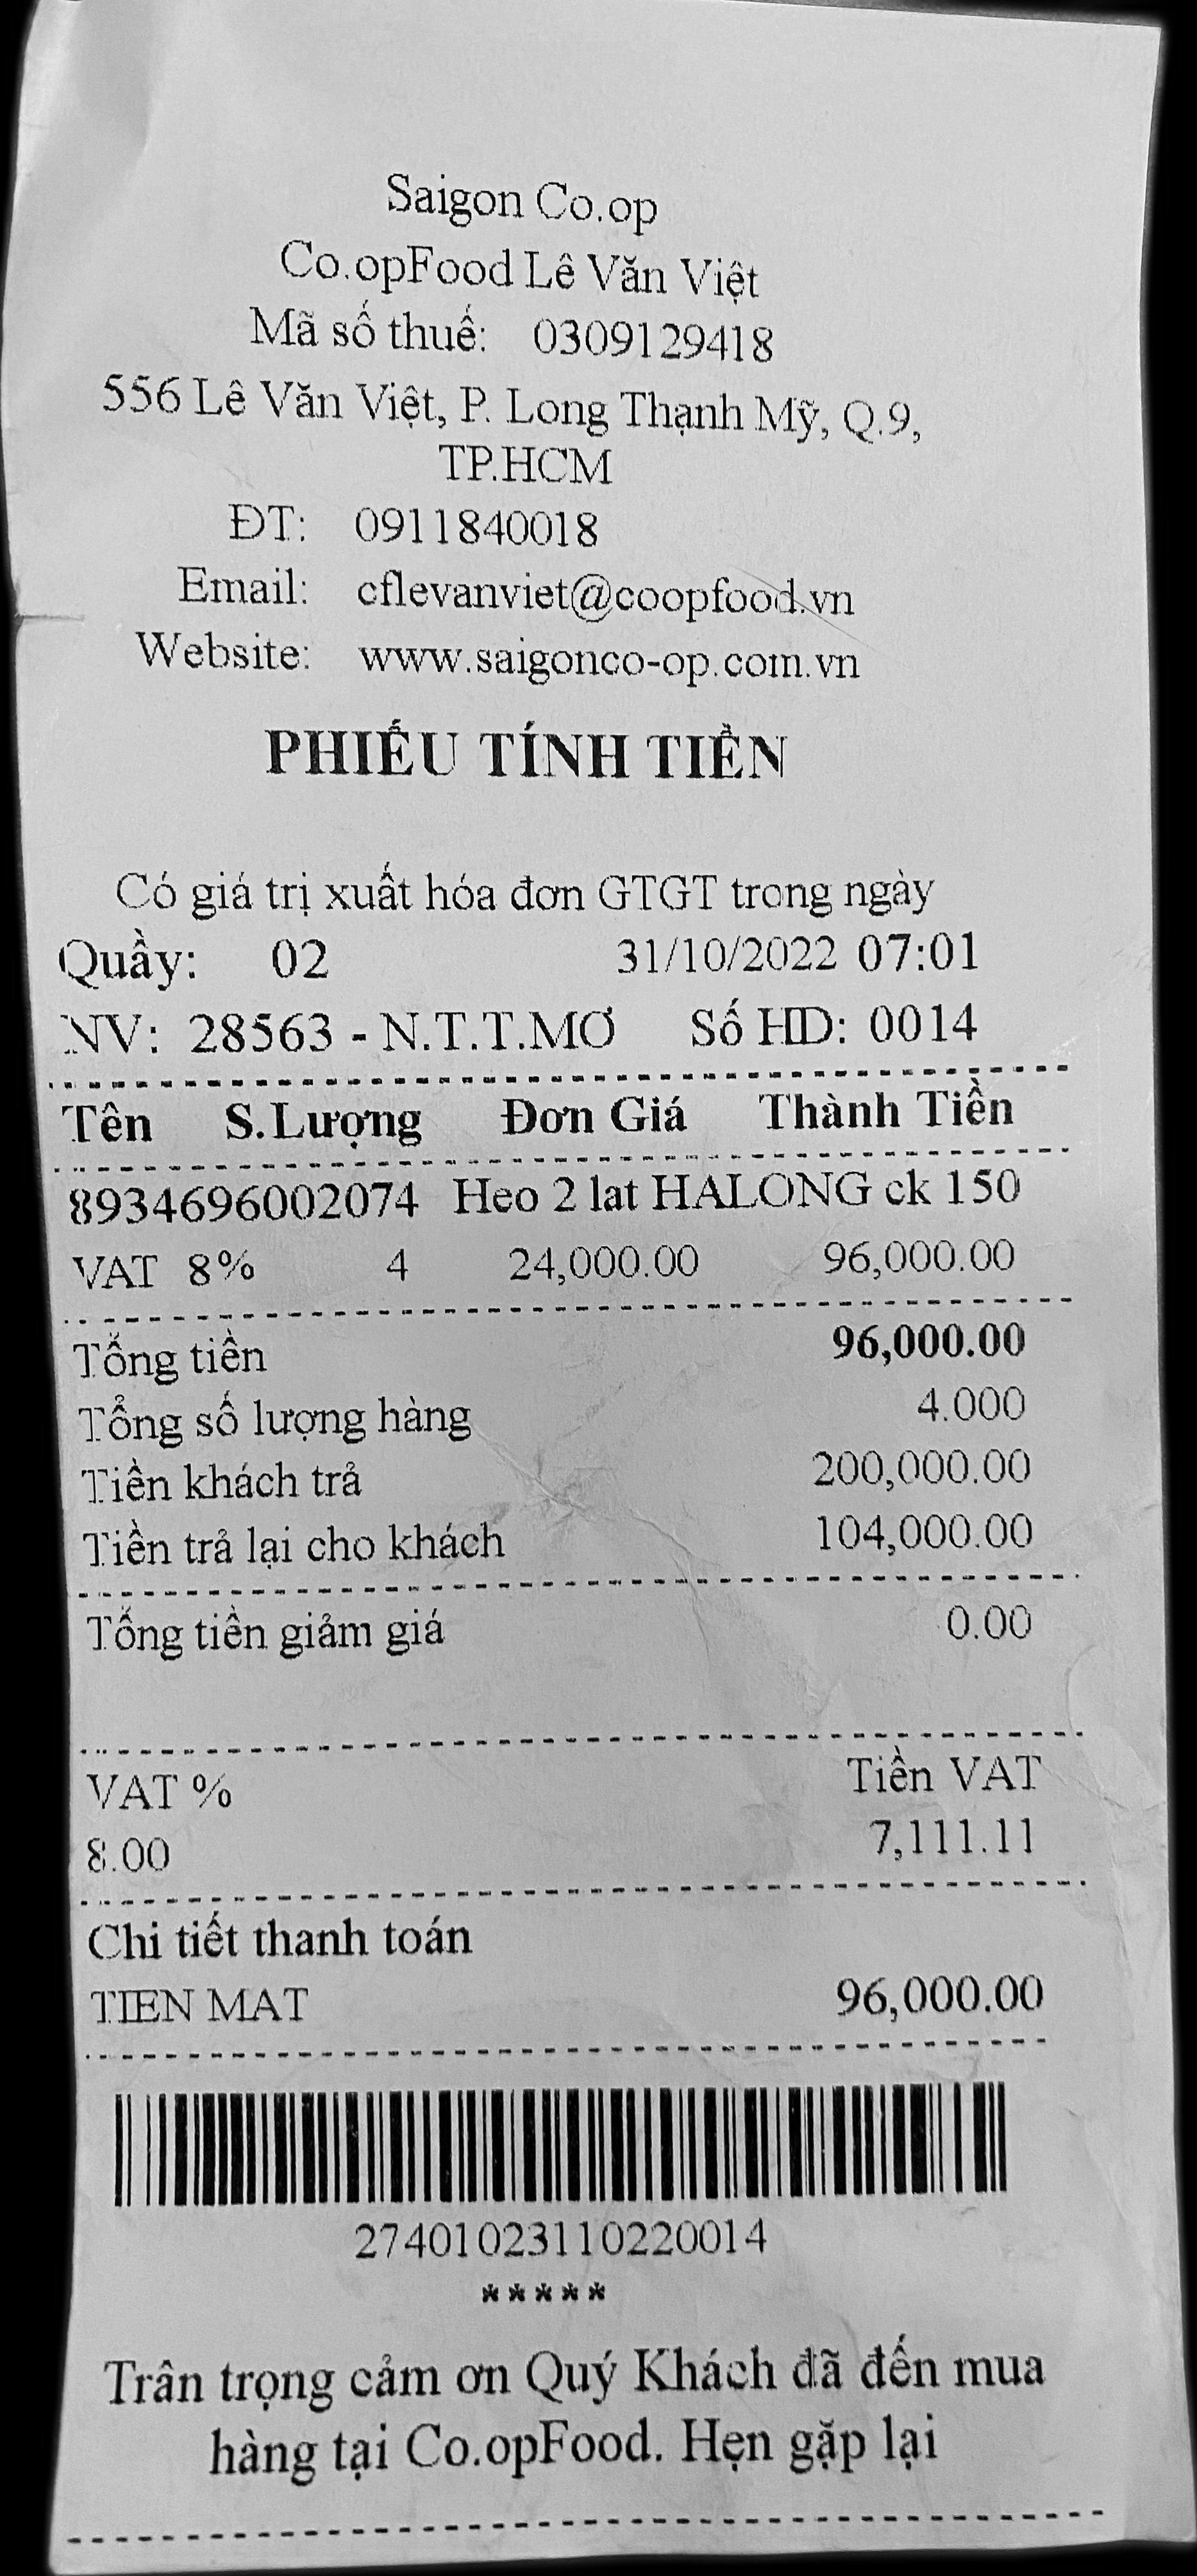 Saigon Co.op
Co.opFood Lê Văn Việt
Mã số thuế: 0309129418
556 Lê Văn Việt, P. Long Thạnh Mỹ, Q.9,
TP.HCM
ĐT: 0911840018
Email: cflevanviet@coopfood.vn
Website: www.saigonco-op.com.vn
PHIẾU TÍNH TIỀN
Có giá trị xuất hóa đơn GTGT trong ngày
Quầy: 02 31/10/2022 07:01
NV: 28563 - N.T.T.MƠ Số HD: 0014
Tên S.Lượng Đơn Giá Thành Tiền
8934696002074 Heo 2 lat HALONG ck 150
VAT 8% 4 24,000.00 96,000.00
Tổng tiền 96,000.00
Tổng số lượng hàng 4.000
Tiền khách trả 200,000.00
Tiền trả lại cho khách 104,000.00
Tổng tiền giảm giá 0.00
VAT % Tiền VAT
8.00 7,111.11
Chi tiết thanh toán
TIEN MAT 96,000.00
27401023110220014
*****
Trân trọng cảm ơn Quý Khách đã đến mua
hàng tại Co.opFood. Hẹn gặp lại